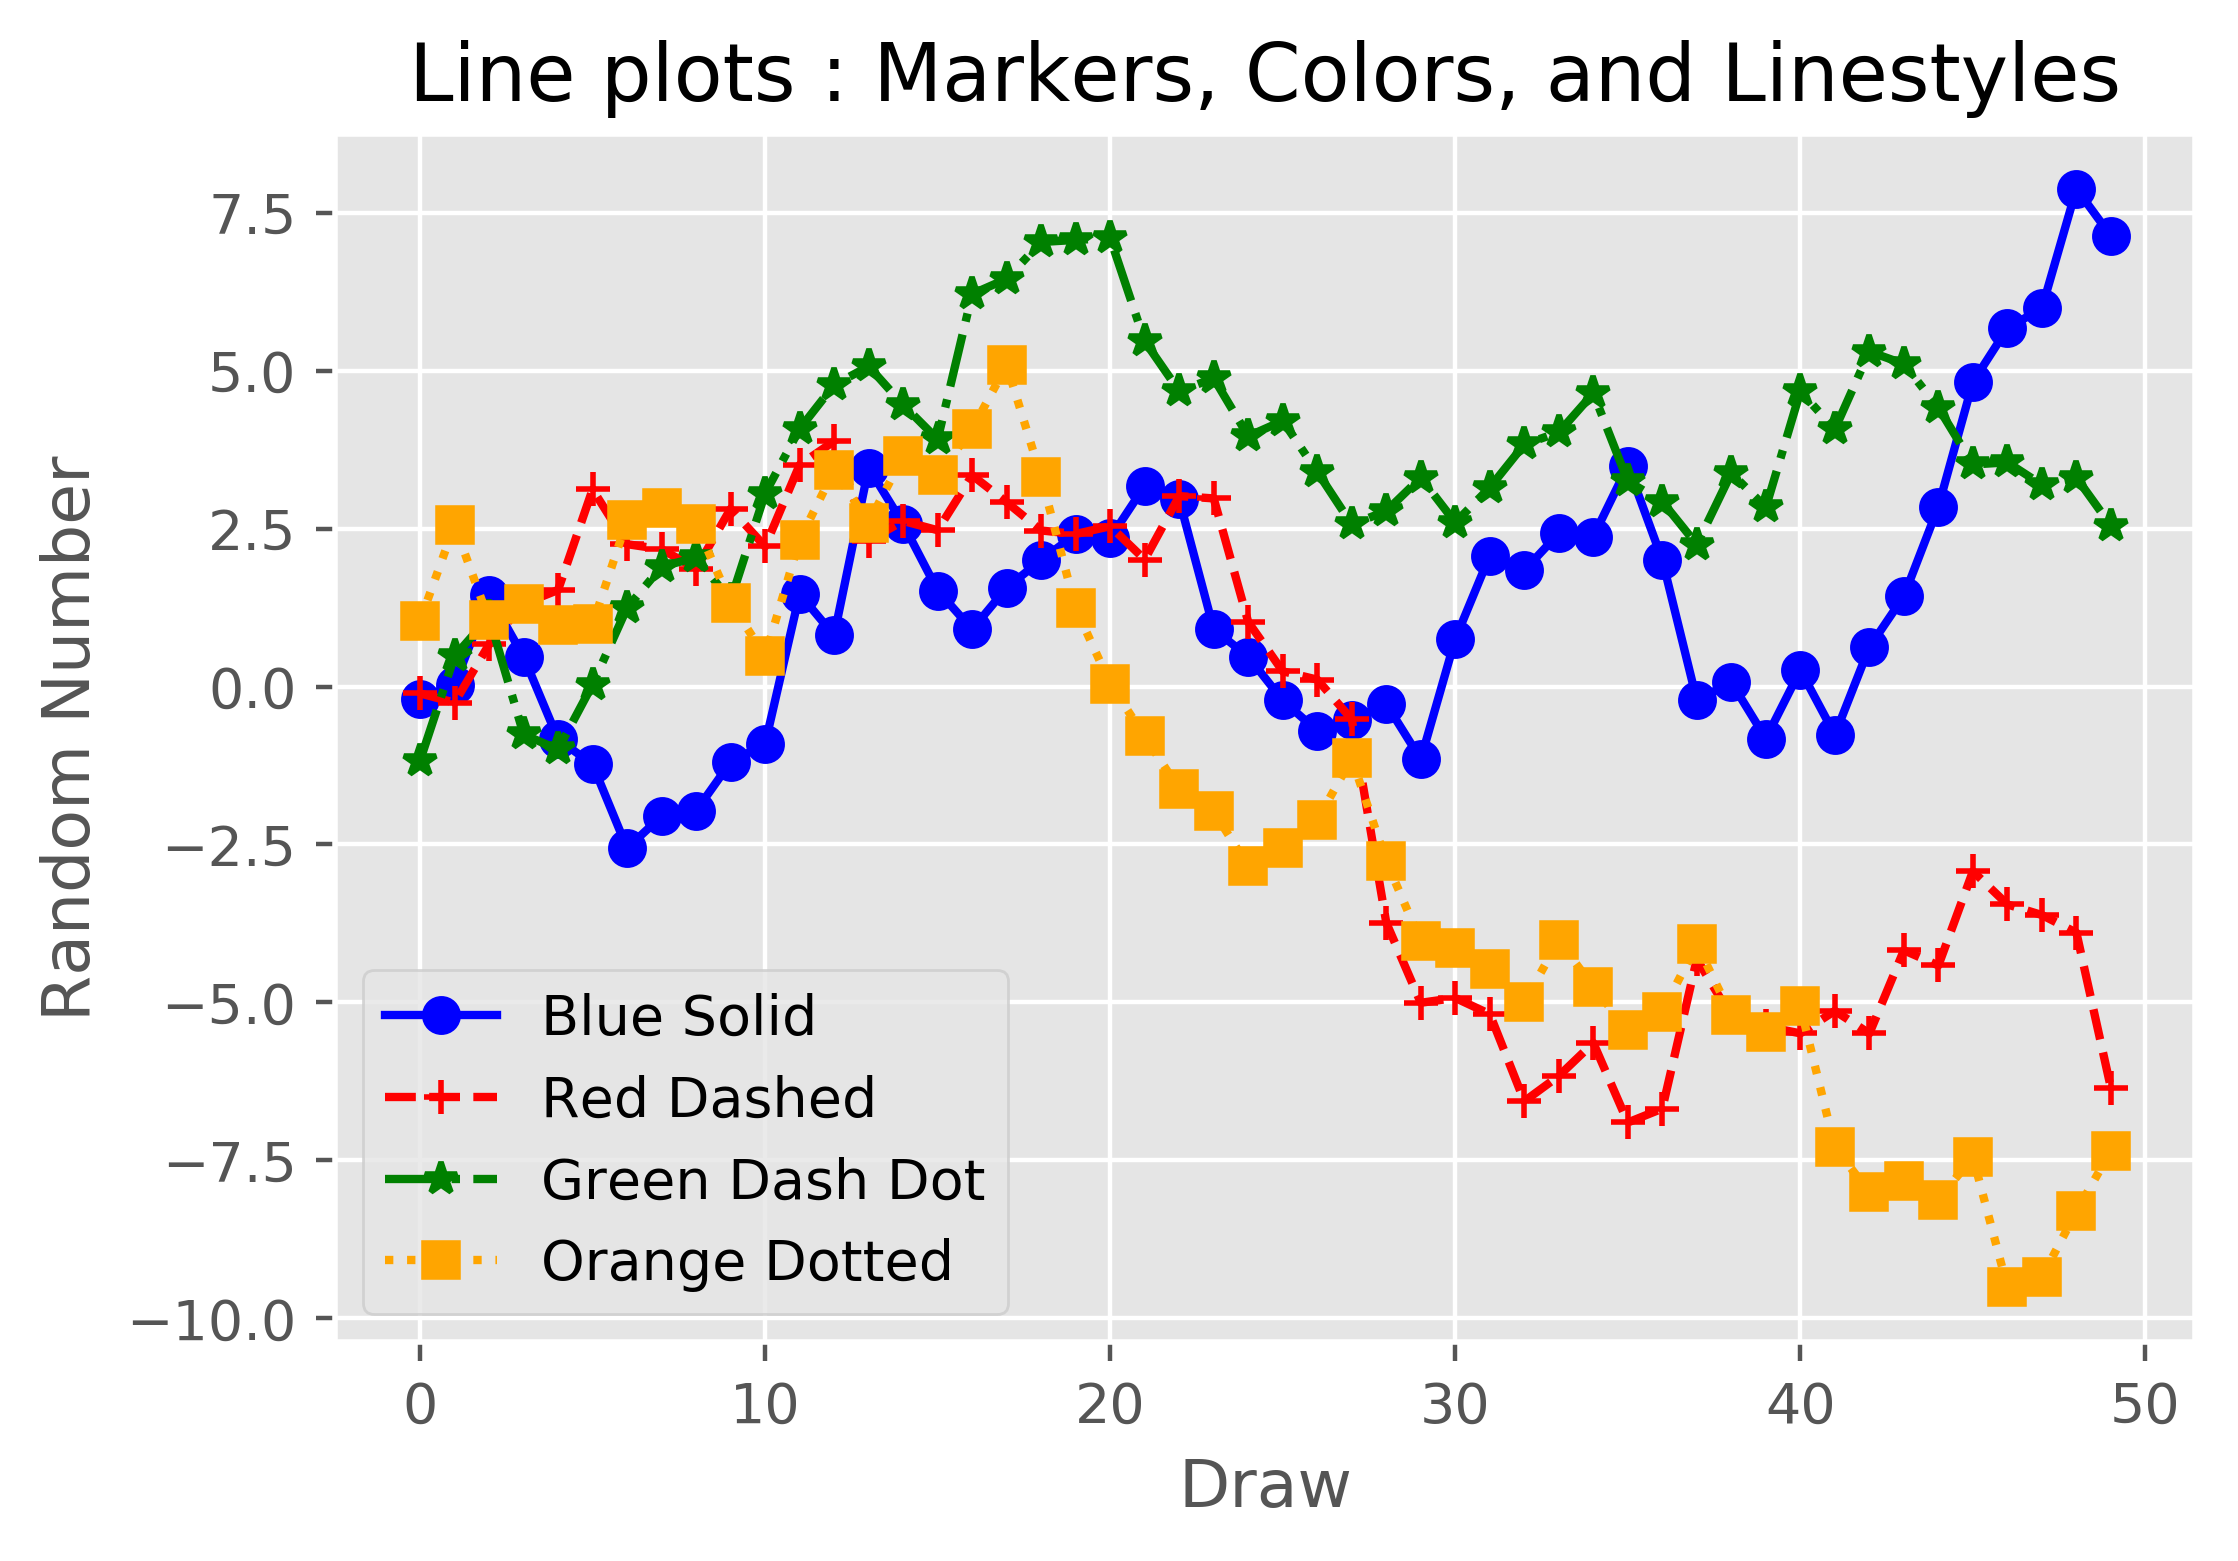 Line plots : Markers, Colors, and Linestyles
Random Number
7.5
5.0
2.5
0.0
−2.5
−5.0
−7.5
−10.0
Blue Solid
Red Dashed
Green Dash Dot
Orange Dotted
0 10 20 30 40 50
Draw